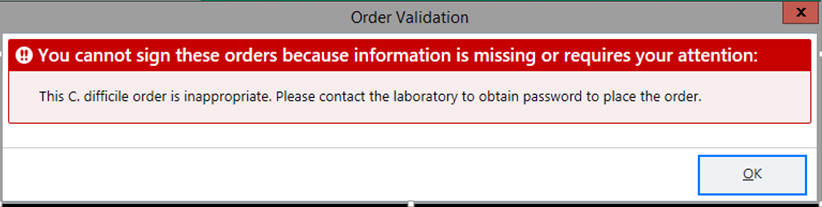 Order Validation
x
You cannot sign these orders because information is missing or requires your attention:
This C. difficile order is inappropriate. Please contact the laboratory to obtain password to place the order.
OK